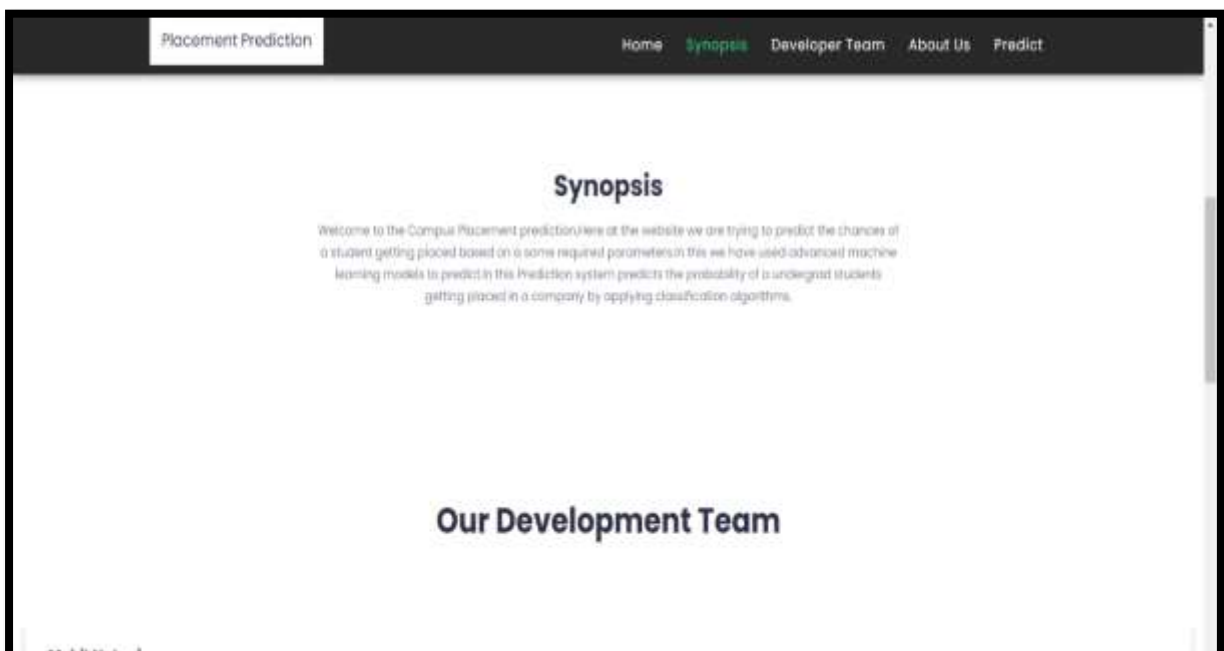 Placement Prediction
Home Synopsis Developer Team About Us Predict
Synopsis
Welcome to the Campus Placement prediction.Here at the website we are trying to predict the chances of
a student getting placed based on a some required parameters.In this we have used advanced machine
learning models to predict.In this Prediction system predicts the probability of a undergrad students
getting placed in a company by applying classification algorithms.
Our Development Team